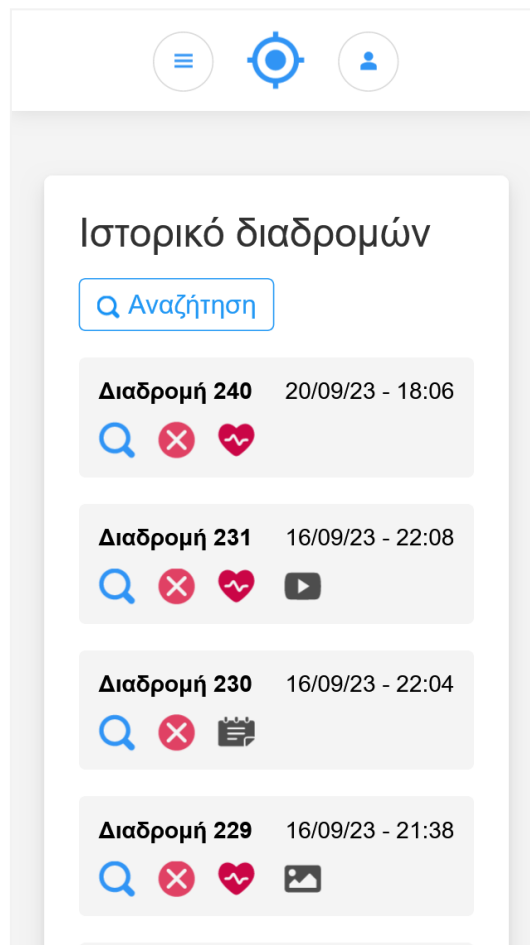 Ιστορικό διαδρομών
Αναζήτηση
Διαδρομή 240 20/09/23 - 18:06
Διαδρομή 231 16/09/23 - 22:08
Διαδρομή 230 16/09/23 - 22:04
Διαδρομή 229 16/09/23 - 21:38